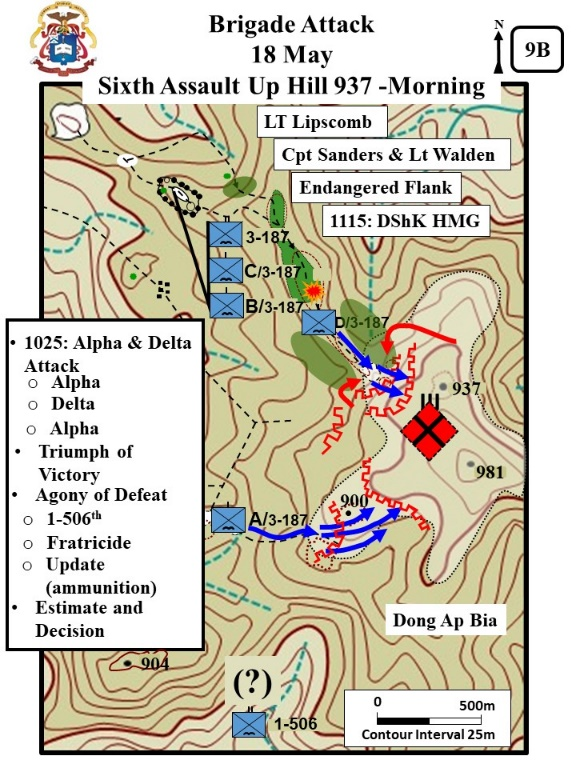 Brigade Attack
18 May
Sixth Assault Up Hill 937 -Morning
N
9B
LT Lipscomb
Cpt Sanders & Lt Walden
Endangered Flank
1115: DShK HMG
3-187
C/3-187
B/3-187
D/3-187
937
981
900
A/3-187
• 1025: Alpha & Delta
Attack
o Alpha
o Delta
o Alpha
• Triumph of
Victory
• Agony of Defeat
o 1-506th
o Fratricide
o Update
(ammunition)
• Estimate and
Decision
Dong Ap Bia
904
(?)
1-506
0 500m
Contour Interval 25m